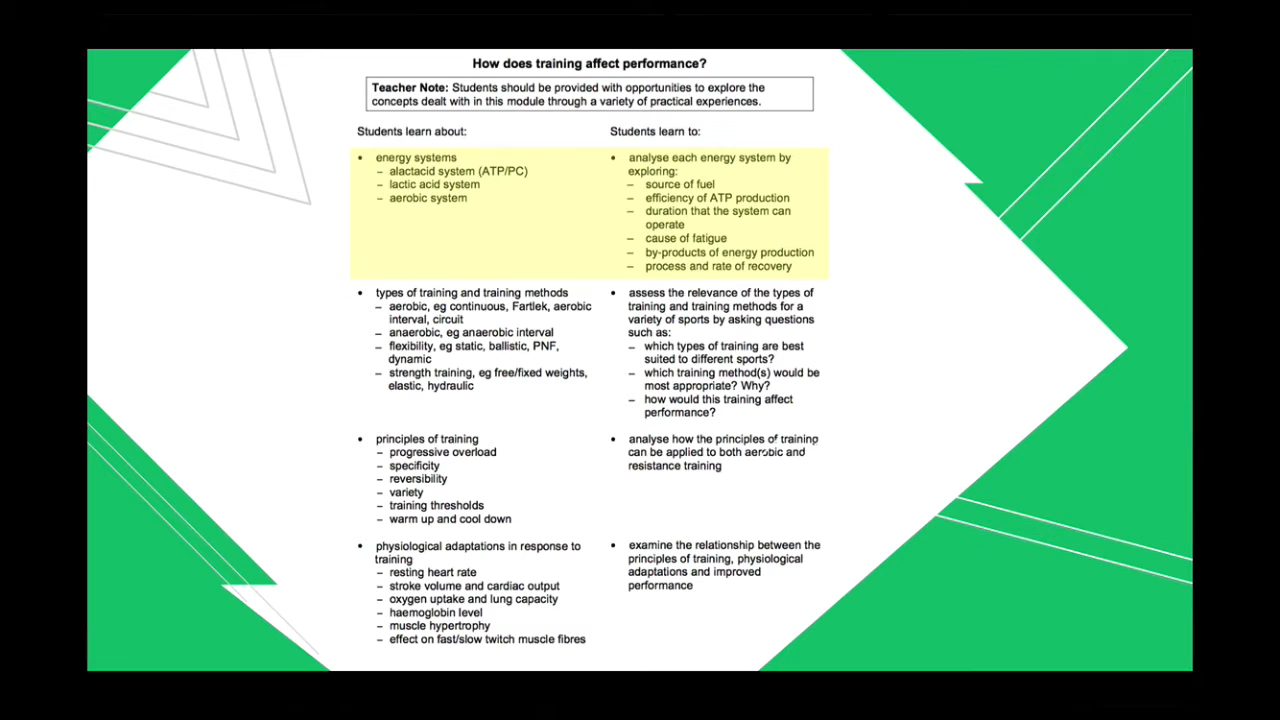 How does training affect performance?
Teacher Note: Students should be provided with opportunities to explore the
concepts dealt with in this module through a variety of practical experiences.
Students learn about:
• energy systems
– alactacid system (ATP/PC)
– lactic acid system
– aerobic system
• types of training and training methods
– aerobic, eg continuous, Fartlek, aerobic
interval, circuit
– anaerobic, eg anaerobic interval
– flexibility, eg static, ballistic, PNF,
dynamic
– strength training, eg free/fixed weights,
elastic, hydraulic
• principles of training
– progressive overload
– specificity
– reversibility
– variety
– training thresholds
– warm up and cool down
• physiological adaptations in response to
training
– resting heart rate
– stroke volume and cardiac output
– oxygen uptake and lung capacity
– haemoglobin level
– muscle hypertrophy
– effect on fast/slow twitch muscle fibres
Students learn to:
• analyse each energy system by
exploring:
– source of fuel
– efficiency of ATP production
– duration that the system can
operate
– cause of fatigue
– by-products of energy production
– process and rate of recovery
• assess the relevance of the types of
training and training methods for a
variety of sports by asking questions
such as:
– which types of training are best
suited to different sports?
– which training method(s) would be
most appropriate? Why?
– how would this training affect
performance?
• analyse how the principles of training
can be applied to both aerobic and
resistance training
• examine the relationship between the
principles of training, physiological
adaptations and improved
performance